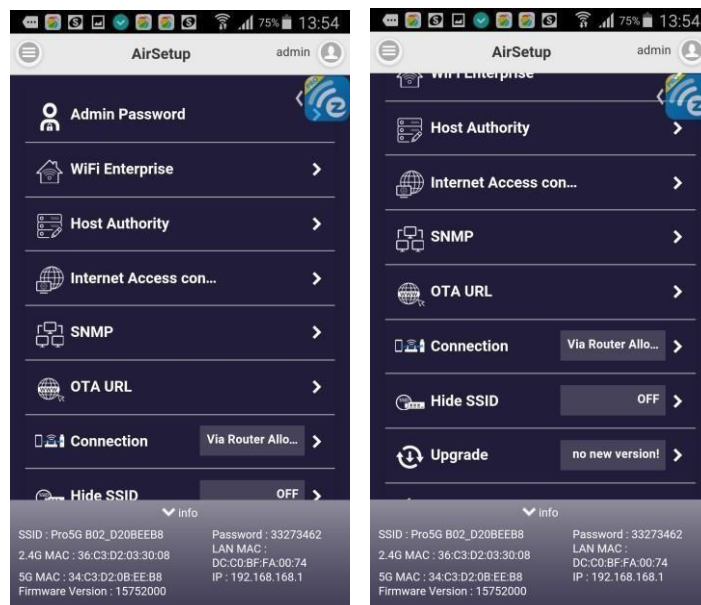 75% 13:54
AirSetup admin
Admin Password
WiFi Enterprise
Host Authority
Internet Access con...
SNMP
OTA URL
Connection Via Router Allo...
Hide SSID OFF
info
SSID : Pro5G B02_D20BEEB8
2.4G MAC : 36:C3:D2:03:30:08
5G MAC : 34:C3:D2:0B:EE:B8
Firmware Version : 15752000
Password : 33273462
LAN MAC :
DC:C0:BF:FA:00:74
IP : 192.168.168.1
75% 13:54
AirSetup admin
WiFi Enterprise
Host Authority
Internet Access con...
SNMP
OTA URL
Connection Via Router Allo...
Hide SSID OFF
Upgrade no new version!
info
SSID : Pro5G B02_D20BEEB8
2.4G MAC : 36:C3:D2:03:30:08
5G MAC : 34:C3:D2:0B:EE:B8
Firmware Version : 15752000
Password : 33273462
LAN MAC :
DC:C0:BF:FA:00:74
IP : 192.168.168.1